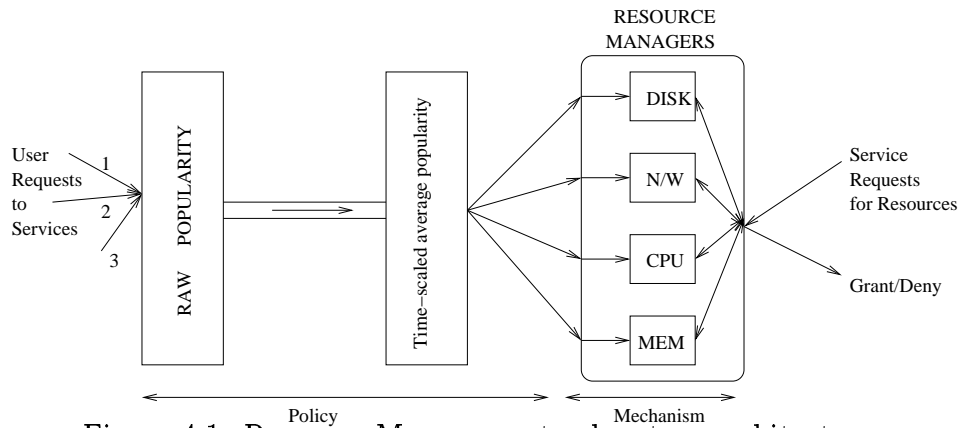 RESOURCE
MANAGERS
User
Requests
to
Services
1
2
3
RAW POPULARITY
Time-scaled average popularity
DISK
N/W
CPU
MEM
Service
Requests
for Resources
Grant/Deny
Policy
Mechanism